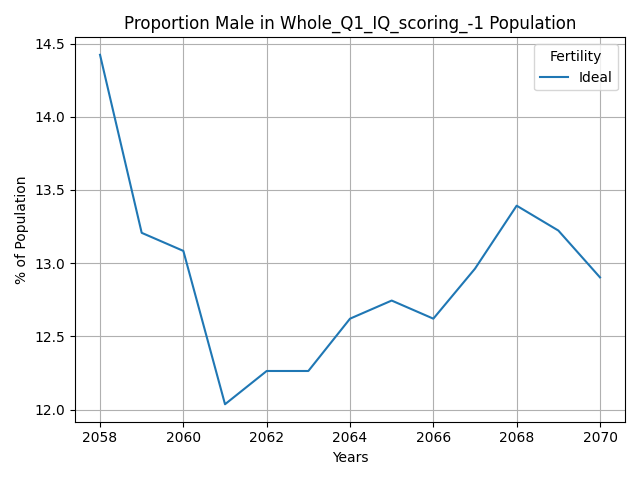 Proportion Male in Whole_Q1_IQ_scoring_-1 Population
Fertility
Ideal
% of Population
14.5
14.0
13.5
13.0
12.5
12.0
2058 2060 2062 2064 2066 2068 2070
Years